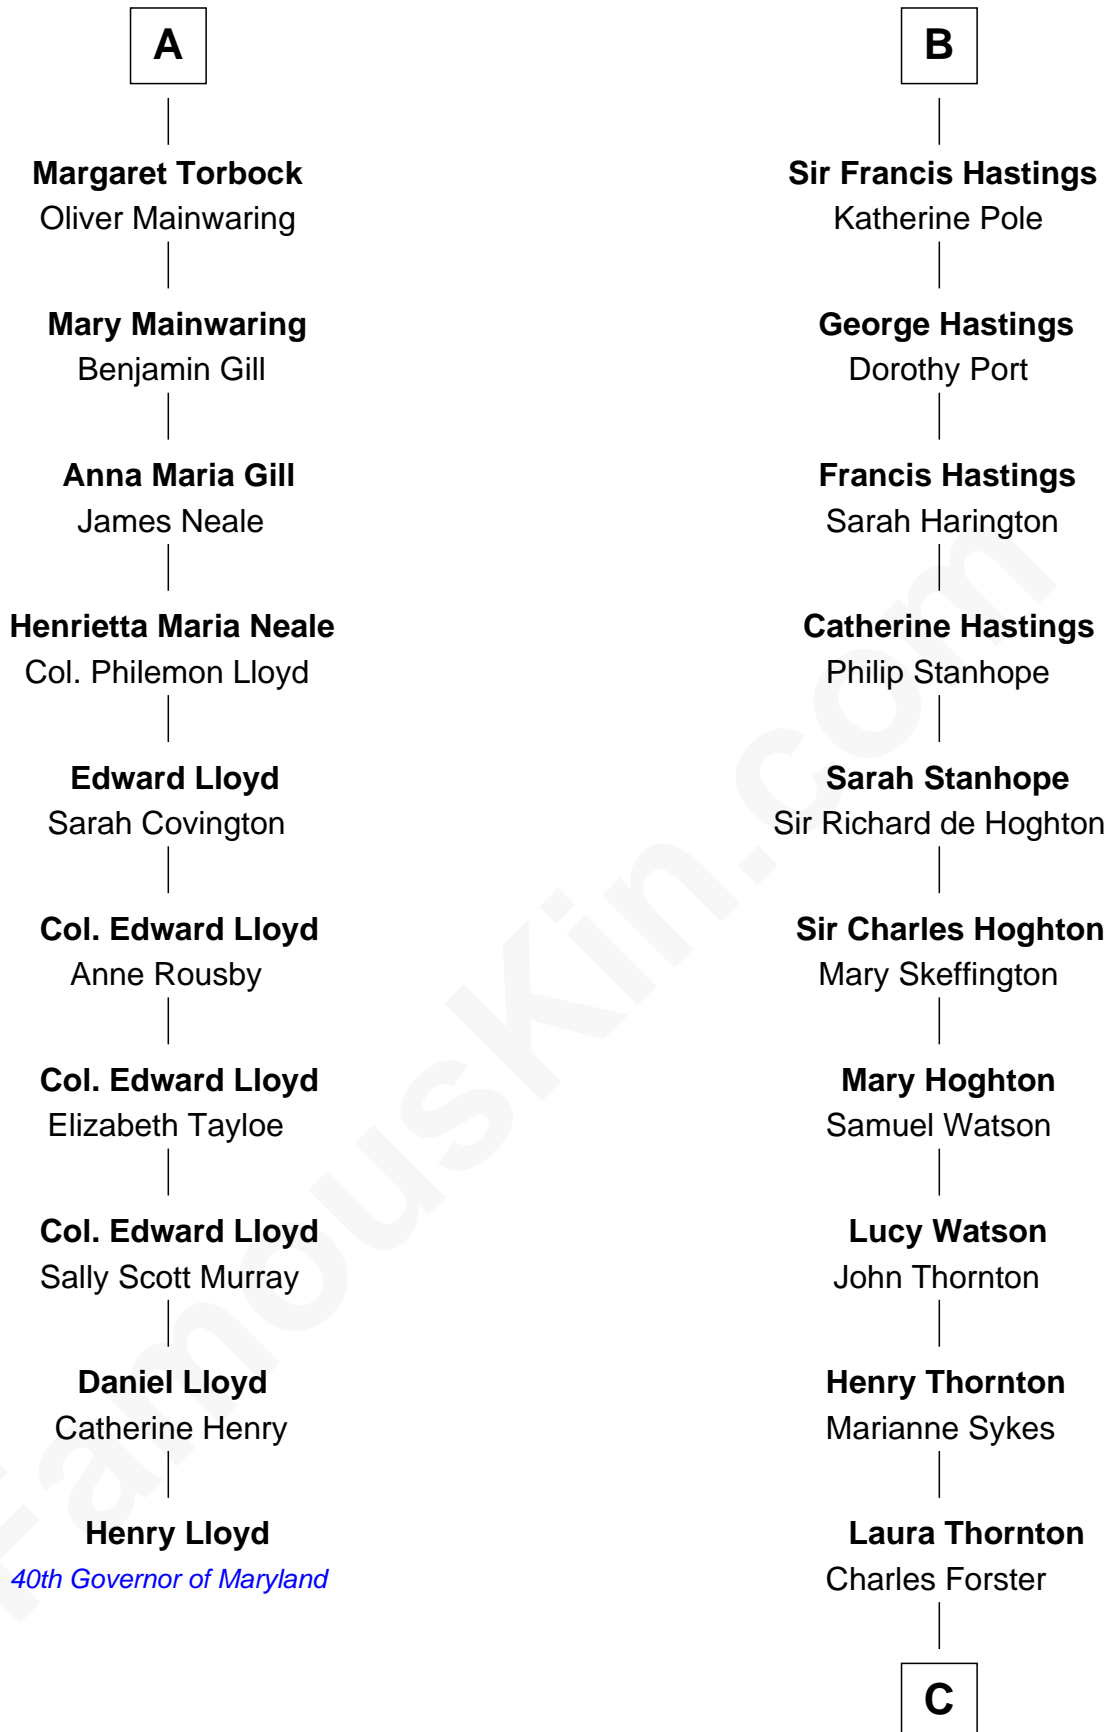 A
Margaret Torbock
Oliver Mainwaring
Mary Mainwaring
Benjamin Gill
Anna Maria Gill
James Neale
Henrietta Maria Neale
Col. Philemon Lloyd
Edward Lloyd
Sarah Covington
Col. Edward Lloyd
Anne Rousby
Col. Edward Lloyd
Elizabeth Tayloe
Col. Edward Lloyd
Sally Scott Murray
Daniel Lloyd
Catherine Henry
Henry Lloyd
40th Governor of Maryland
B
Sir Francis Hastings
Katherine Pole
George Hastings
Dorothy Port
Francis Hastings
Sarah Harington
Catherine Hastings
Philip Stanhope
Sarah Stanhope
Sir Richard de Hoghton
Sir Charles Hoghton
Mary Skeffington
Mary Hoghton
Samuel Watson
Lucy Watson
John Thornton
Henry Thornton
Marianne Sykes
Laura Thornton
Charles Forster
C
FamousKin.com